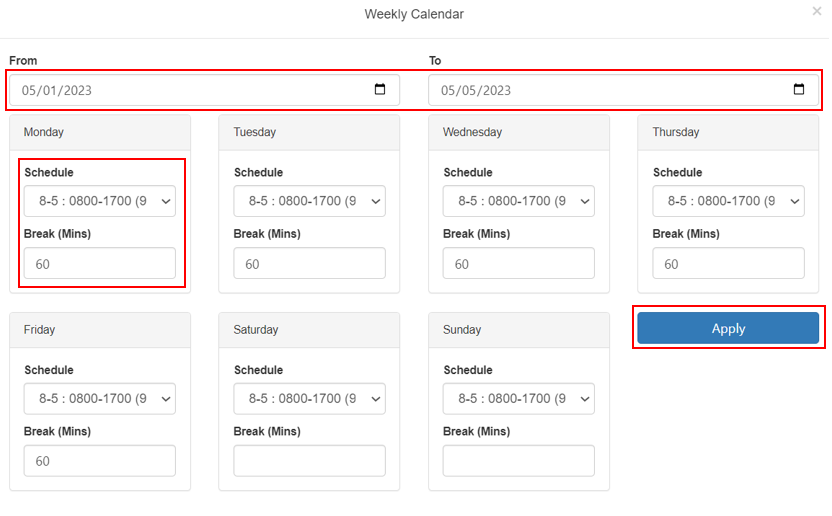 Weekly Calendar
×
From To
05/01/2023 05/05/2023
Monday Tuesday Wednesday Thursday
Schedule Schedule Schedule Schedule
8-5 : 0800-1700 (9 8-5 : 0800-1700 (9 8-5 : 0800-1700 (9 8-5 : 0800-1700 (9
Break (Mins) Break (Mins) Break (Mins) Break (Mins)
60 60 60 60
Friday Saturday Sunday Apply
Schedule Schedule Schedule
8-5 : 0800-1700 (9 8-5 : 0800-1700 (9 8-5 : 0800-1700 (9
Break (Mins) Break (Mins) Break (Mins)
60